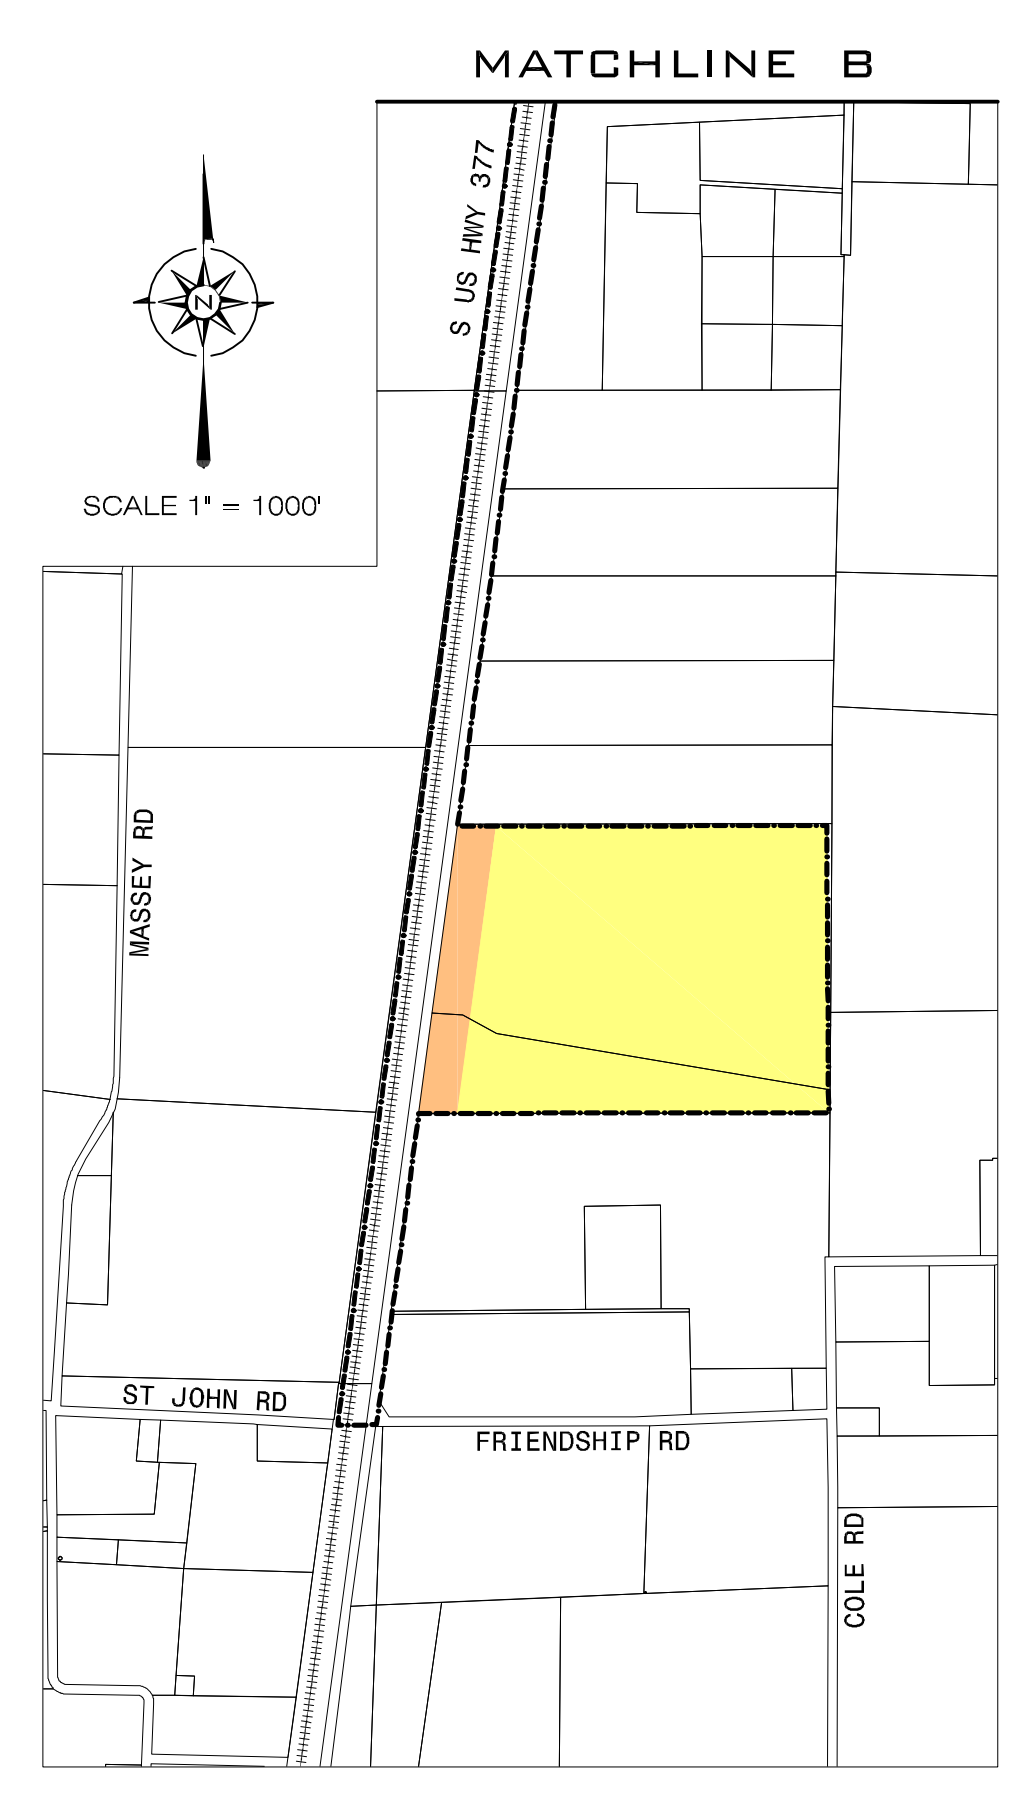 MATCHLINE B
S US HWY 377
N
SCALE 1" = 1000'
MASSEY RD
ST JOHN RD
FRIENDSHIP RD
COLE RD